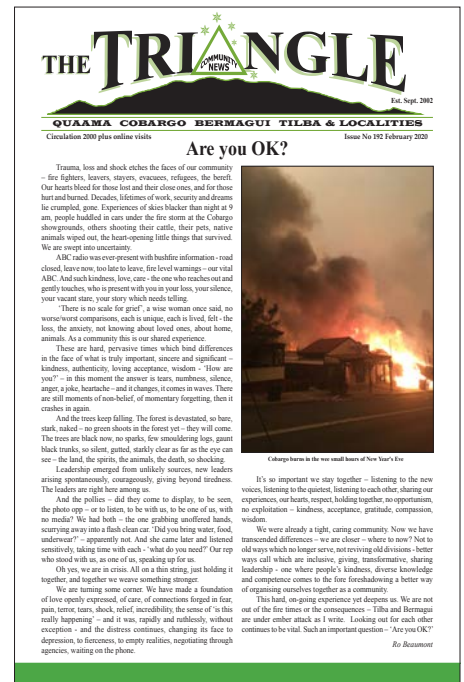 THE TRIANGLE
COMMUNITY
NEWS
Est. Sept. 2002
QUAAMA COBARGO BERMAGUI TILBA & LOCALITIES
Circulation 2000 plus online visits
Issue No 192 February 2020
Are you OK?
Trauma, loss and shock etches the faces of our community
– fire fighters, leavers, stayers, evacuees, refugees, the bereft.
Our hearts bleed for those lost and their close ones, and for those
hurt and burned. Decades, lifetimes of work, security and dreams
lie crumpled, gone. Experiences of skies blacker than night at 9
am, people huddled in cars under the fire storm at the Cobargo
showgrounds, others shooting their cattle, their pets, native
animals wiped out, the heart-opening little things that survived.
We are swept into uncertainty.
ABC radio was ever-present with bushfire information - road
closed, leave now, too late to leave, fire level warnings – our vital
ABC. And such kindness, love, care - the one who reaches out and
gently touches, who is present with you in your loss, your silence,
your vacant stare, your story which needs telling.
'There is no scale for grief', a wise woman once said, no
worse/worst comparisons, each is unique, each is lived, felt - the
loss, the anxiety, not knowing about loved ones, about home,
animals. As a community this is our shared experience.
These are hard, pervasive times which bind differences
in the face of what is truly important, sincere and significant –
kindness, authenticity, loving acceptance, wisdom - 'How are
you?' – in this moment the answer is tears, numbness, silence,
anger, a joke, heartache – and it changes, it comes in waves. There
are still moments of non-belief, of momentary forgetting, then it
crashes in again.
And the trees keep falling. The forest is devastated, so bare,
stark, naked – no green shoots in the forest yet – they will come.
The trees are black now, no sparks, few smouldering logs, gaunt
black trunks, so silent, gutted, starkly clear as far as the eye can
see – the land, the spirits, the animals, the death, so shocking.
Leadership emerged from unlikely sources, new leaders
arising spontaneously, courageously, giving beyond tiredness.
The leaders are right here among us.
And the pollies - did they come to display, to be seen,
the photo opp – or to listen, to be with us, to be one of us, with
no media? We had both – the one grabbing unoffered hands,
scurrying away into a flash clean car. 'Did you bring water, food,
underwear?' – apparently not. And she came later and listened
sensitively, taking time with each - 'what do you need?' Our rep
who stood with us, as one of us, speaking up for us.
Oh yes, we are in crisis. All on a thin string, just holding it
together, and together we weave something stronger.
We are turning some corner. We have made a foundation
of love openly expressed, of care, of connections forged in fear,
pain, terror, tears, shock, relief, incredibility, the sense of 'is this
really happening' – and it was, rapidly and ruthlessly, without
exception - and the distress continues, changing its face to
depression, to fierceness, to empty realities, negotiating through
agencies, waiting on the phone.
Cobargo burns in the wee small hours of New Year's Eve
It's so important we stay together – listening to the new
voices, listening to the quietest, listening to each other, sharing our
experiences, our hearts, respect, holding together, no opportunism,
no exploitation – kindness, acceptance, gratitude, compassion,
wisdom.
We were already a tight, caring community. Now we have
transcended differences – we are closer – where to now? Not to
old ways which no longer serve, not reviving old divisions - better
ways call which are inclusive, giving, transformative, sharing
leadership - one where people's kindness, diverse knowledge
and competence comes to the fore foreshadowing a better way
of organising ourselves together as a community.
This hard, on-going experience yet deepens us. We are not
out of the fire times or the consequences – Tilba and Bermagui
are under ember attack as I write. Looking out for each other
continues to be vital. Such an important question – 'Are you OK?'
Ro Beaumont